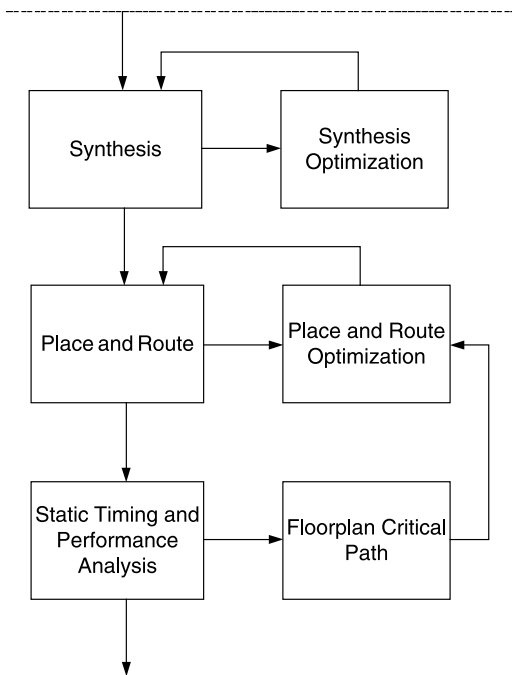 Synthesis
Synthesis
Optimization
Place and Route
Place and Route
Optimization
Static Timing and
Performance
Analysis
Floorplan Critical
Path